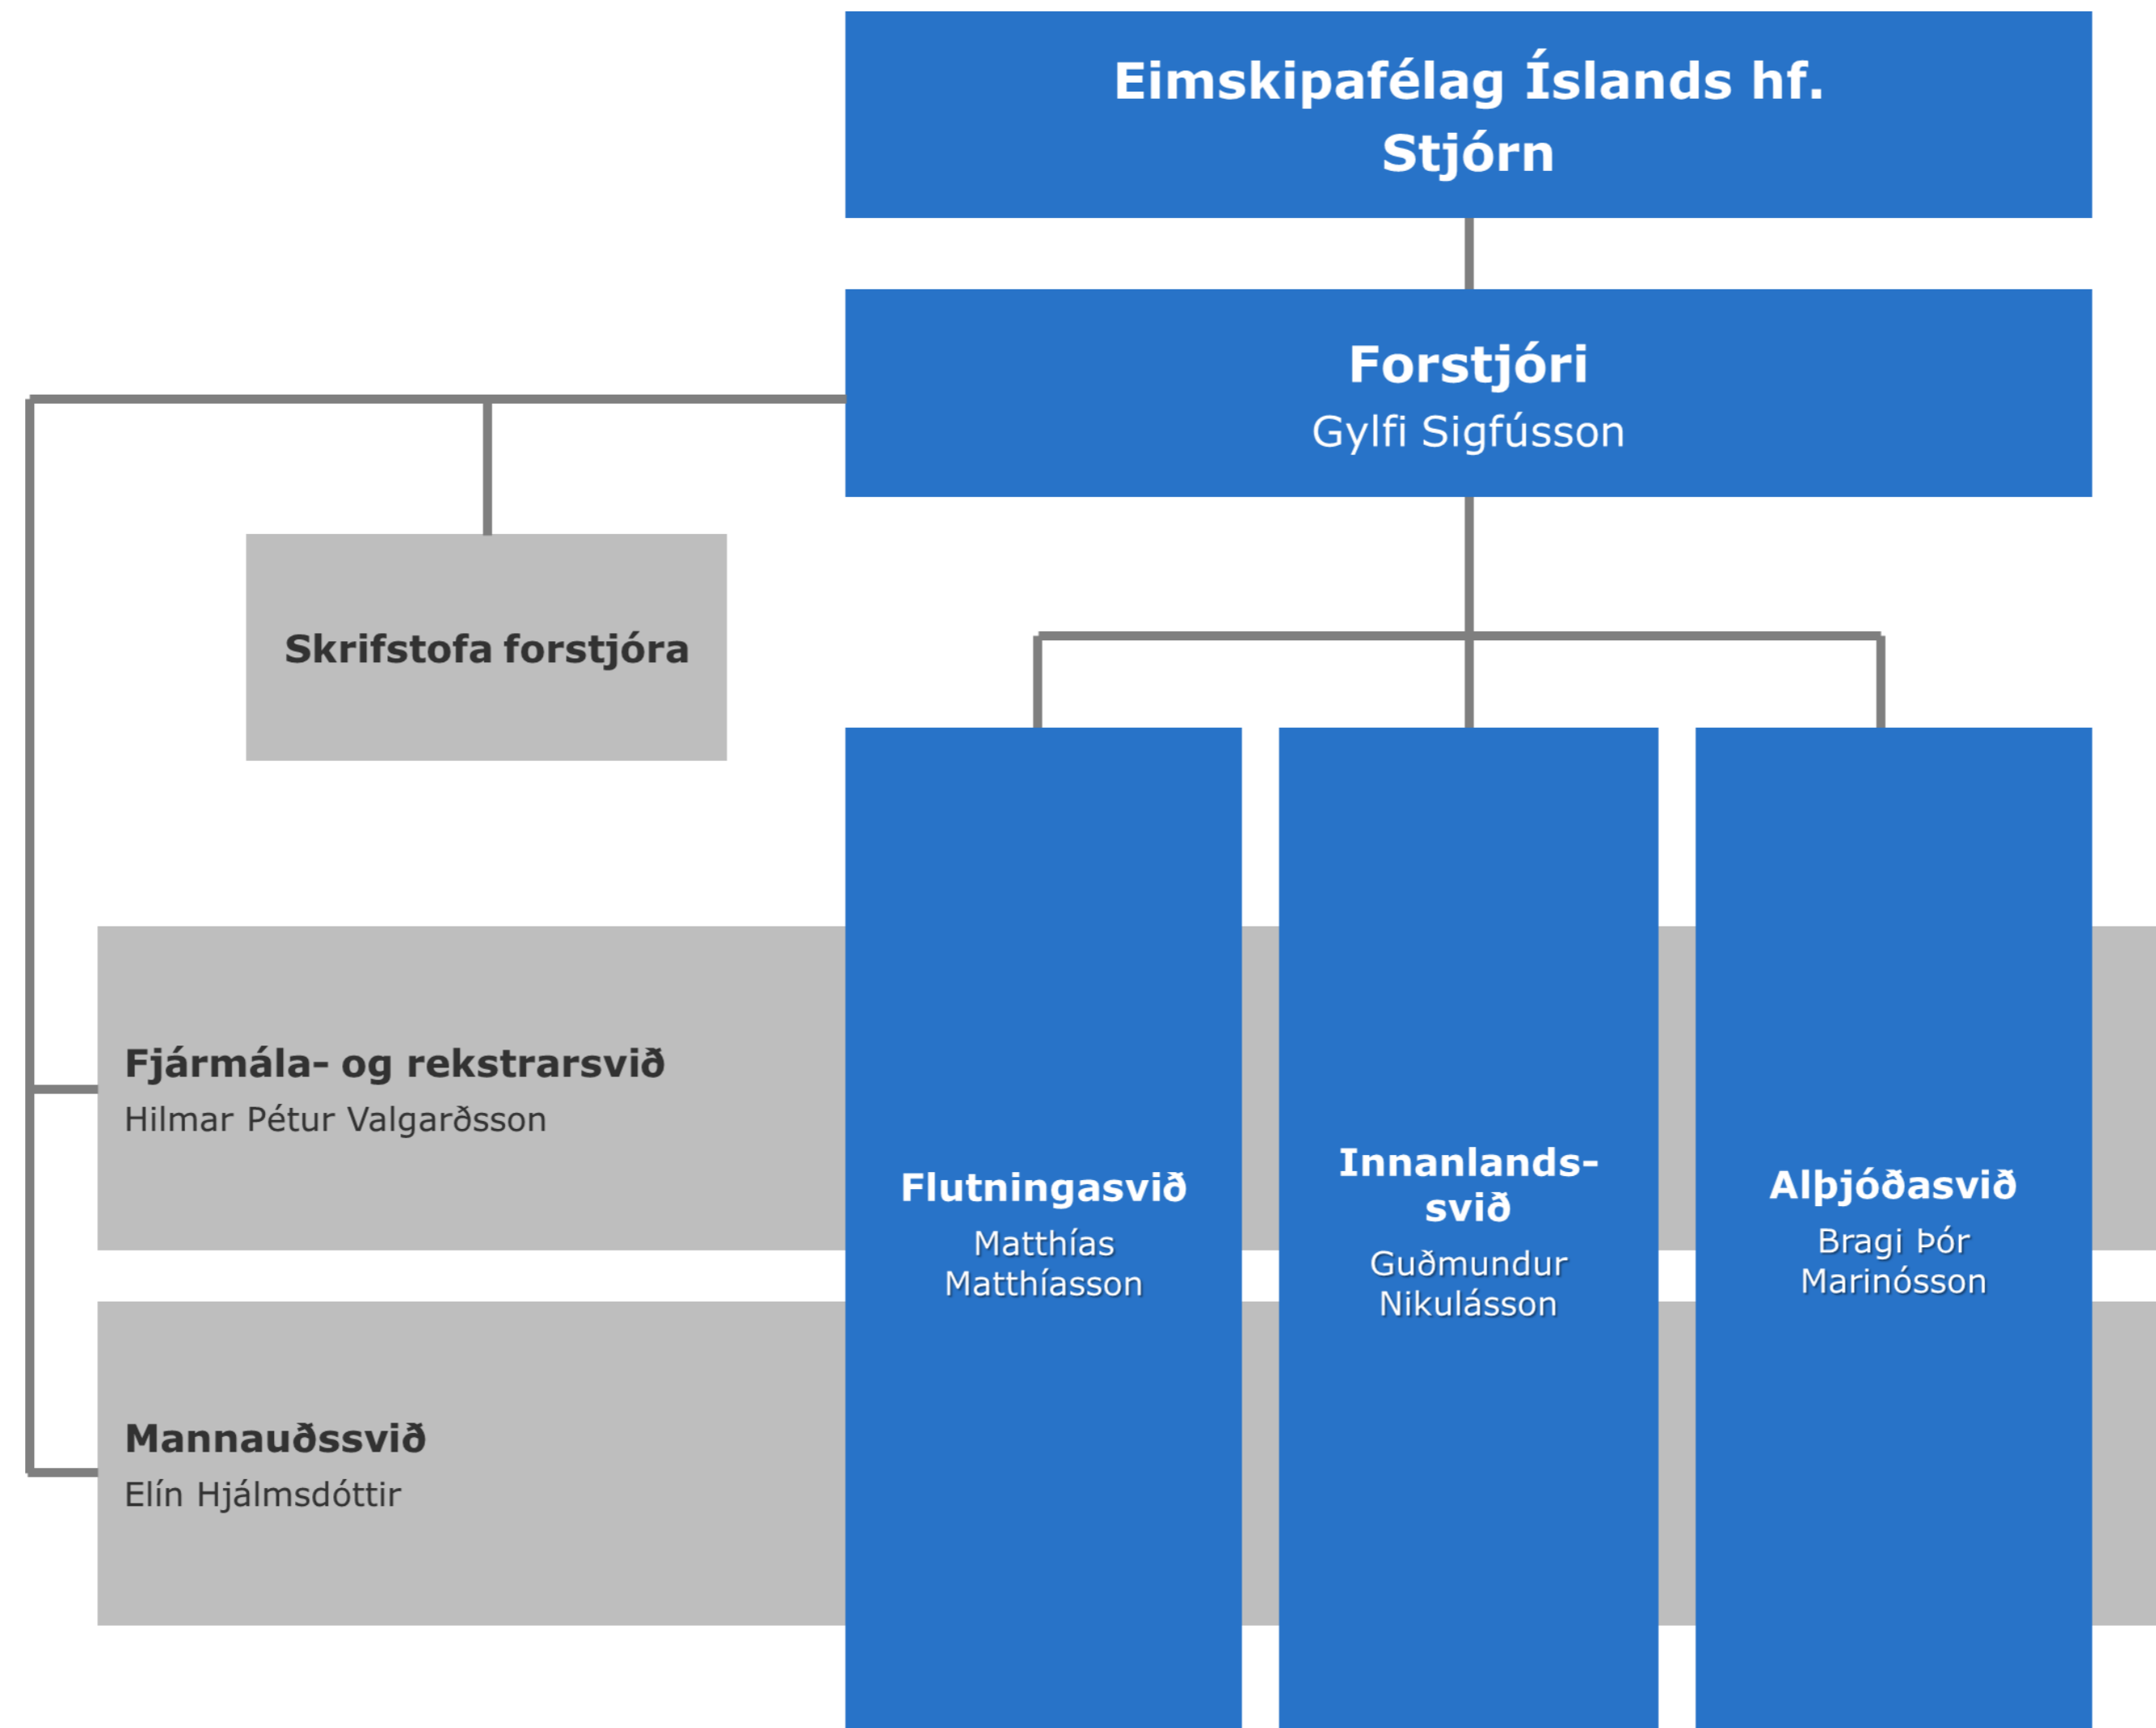 Eimskipafélag Íslands hf.
Stjórn
Forstjóri
Gylfi Sigfússon
Skrifstofa forstjóra
Fjármála- og rekstrarsvið
Hilmar Pétur Valgarðsson
Mannauðssvið
Elín Hjálmsdóttir
Flutningasvið
Matthías
Matthíasson
Innanlands-
svið
Guðmundur
Nikulásson
Alþjóðasvið
Bragi Þór
Marinósson